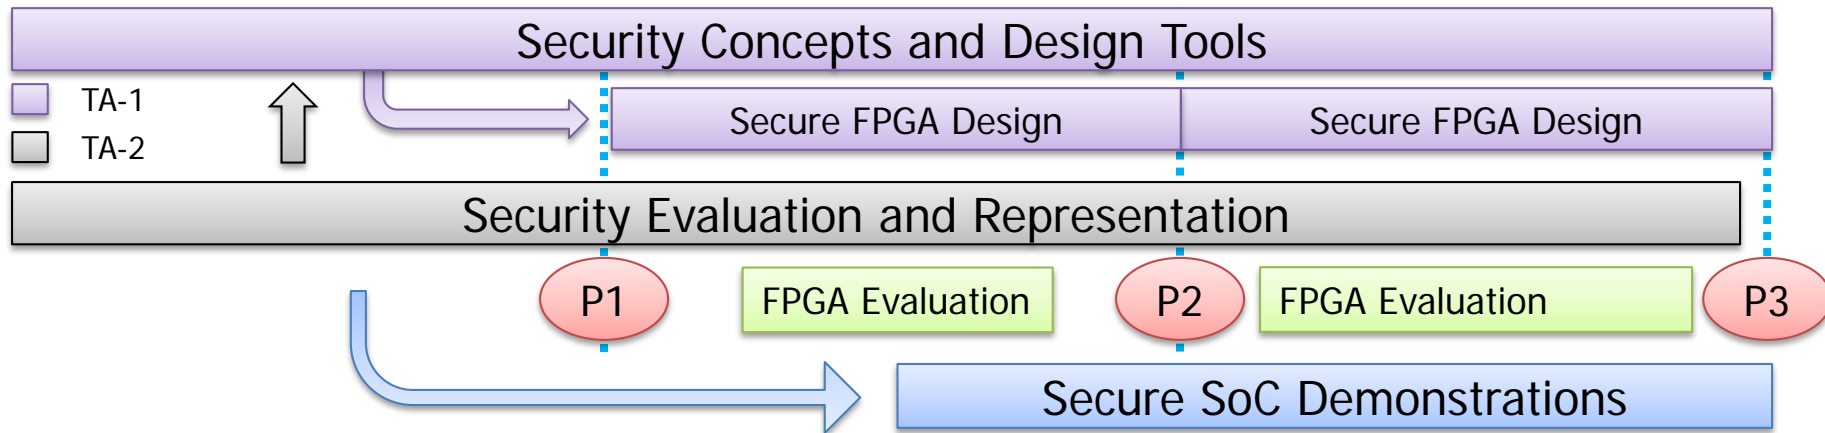 Security Concepts and Design Tools
TA-1
Secure FPGA Design
Secure FPGA Design
TA-2
Security Evaluation and Representation
P1
FPGA Evaluation
P2
FPGA Evaluation
P3
Secure SoC Demonstrations